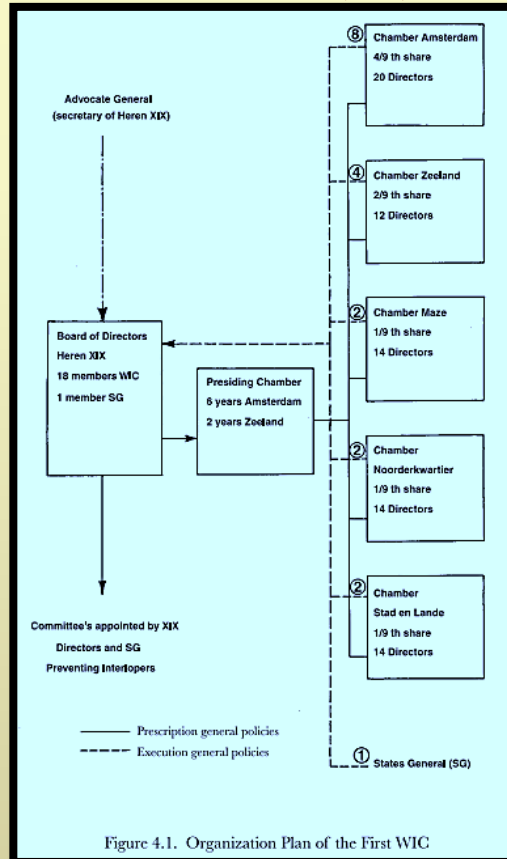 Advocate General
(secretary of Heren XIX)
Board of Directors
Heren XIX
18 members WIC
1 member SG
Presiding Chamber
6 years Amsterdam
2 years Zeeland
8
Chamber Amsterdam
4/9 th share
20 Directors
4
Chamber Zeeland
2/9 th share
12 Directors
2
Chamber Maze
1/9 th share
14 Directors
2
Chamber
Noorderkwartier
1/9 th share
14 Directors
2
Chamber
Stad en Lande
1/9 th share
14 Directors
1
States General (SG)
Committee's appointed by XIX
Directors and SG
Preventing Interlopers
Prescription general policies
Execution general policies
Figure 4.1. Organization Plan of the First WIC